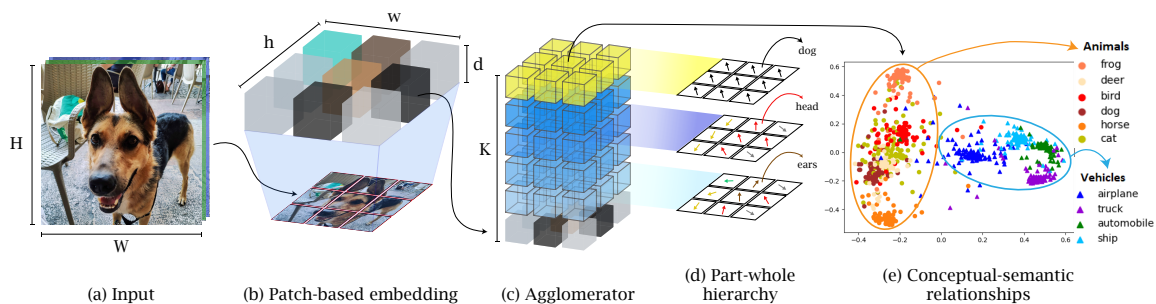 H
W
(a) Input
h
w
d
(b) Patch-based embedding
K
(c) Agglomerator
dog
head
ears
(d) Part-whole
hierarchy
0.6
0.4
0.2
0.0
-0.2
-0.4
-0.4
-0.2
0.0
0.2
0.4
0.6
Animals
frog
deer
bird
dog
horse
cat
Vehicles
airplane
truck
automobile
ship
(e) Conceptual-semantic
relationships